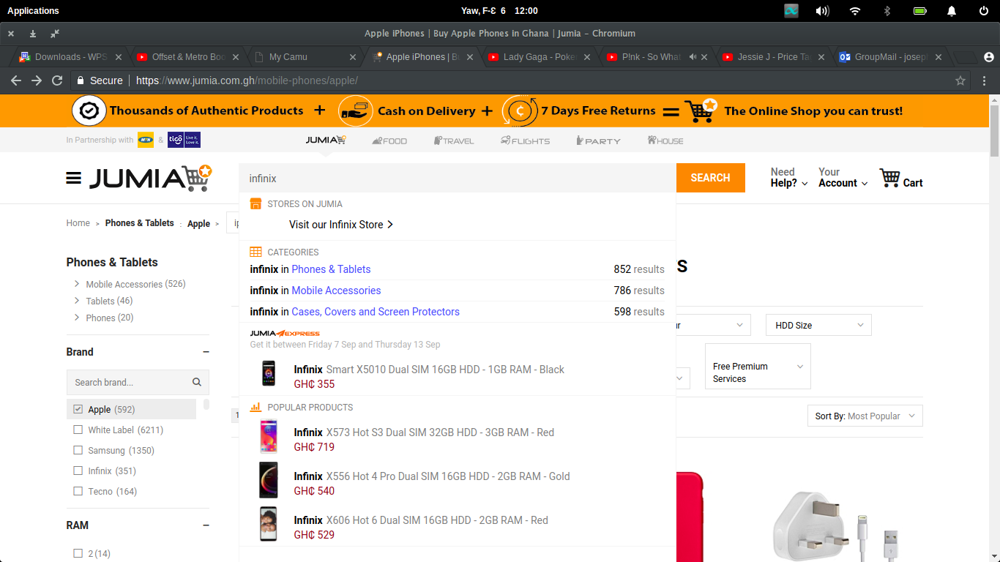 Applications
Yaw, F-Ɛ 6 12:00
Apple iPhones | Buy Apple Phones in Ghana | Jumia - Chromium
Downloads - WPS
Offset & Metro Boo
My Camu
Apple iPhones | B
Lady Gaga - Poke
P!nk - So What
Jessie J - Price Ta
GroupMail - josep
Secure
https://www.jumia.com.gh/mobile-phones/apple/
Thousands of Authentic Products + Cash on Delivery + 7 Days Free Returns = The Online Shop you can trust!
In Partnership with MTN & tigo Live it. Love it.
JUMIA FOOD TRAVEL FLIGHTS PARTY HOUSE
JUMIA
infinix
SEARCH
Need Help?
Your Account
Cart
STORES ON JUMIA
Visit our Infinix Store >
Home > Phones & Tablets : Apple > ip
CATEGORIES
infinix in Phones & Tablets 852 results
infinix in Mobile Accessories 786 results
infinix in Cases, Covers and Screen Protectors 598 results
JUMIA EXPRESS
Get it between Friday 7 Sep and Thursday 13 Sep
Infinix Smart X5010 Dual SIM 16GB HDD - 1GB RAM - Black
GH₵ 355
POPULAR PRODUCTS
Infinix X573 Hot S3 Dual SIM 32GB HDD - 3GB RAM - Red
GH₵ 719
Infinix X556 Hot 4 Pro Dual SIM 16GB HDD - 2GB RAM - Gold
GH₵ 540
Infinix X606 Hot 6 Dual SIM 16GB HDD - 2GB RAM - Red
GH₵ 529
Phones & Tablets
Mobile Accessories (526)
Tablets (46)
Phones (20)
Brand
Search brand...
Apple (592)
White Label (6211)
Samsung (1350)
Infinix (351)
Tecno (164)
RAM
2 (14)
HDD Size
Free Premium
Services
Sort By: Most Popular